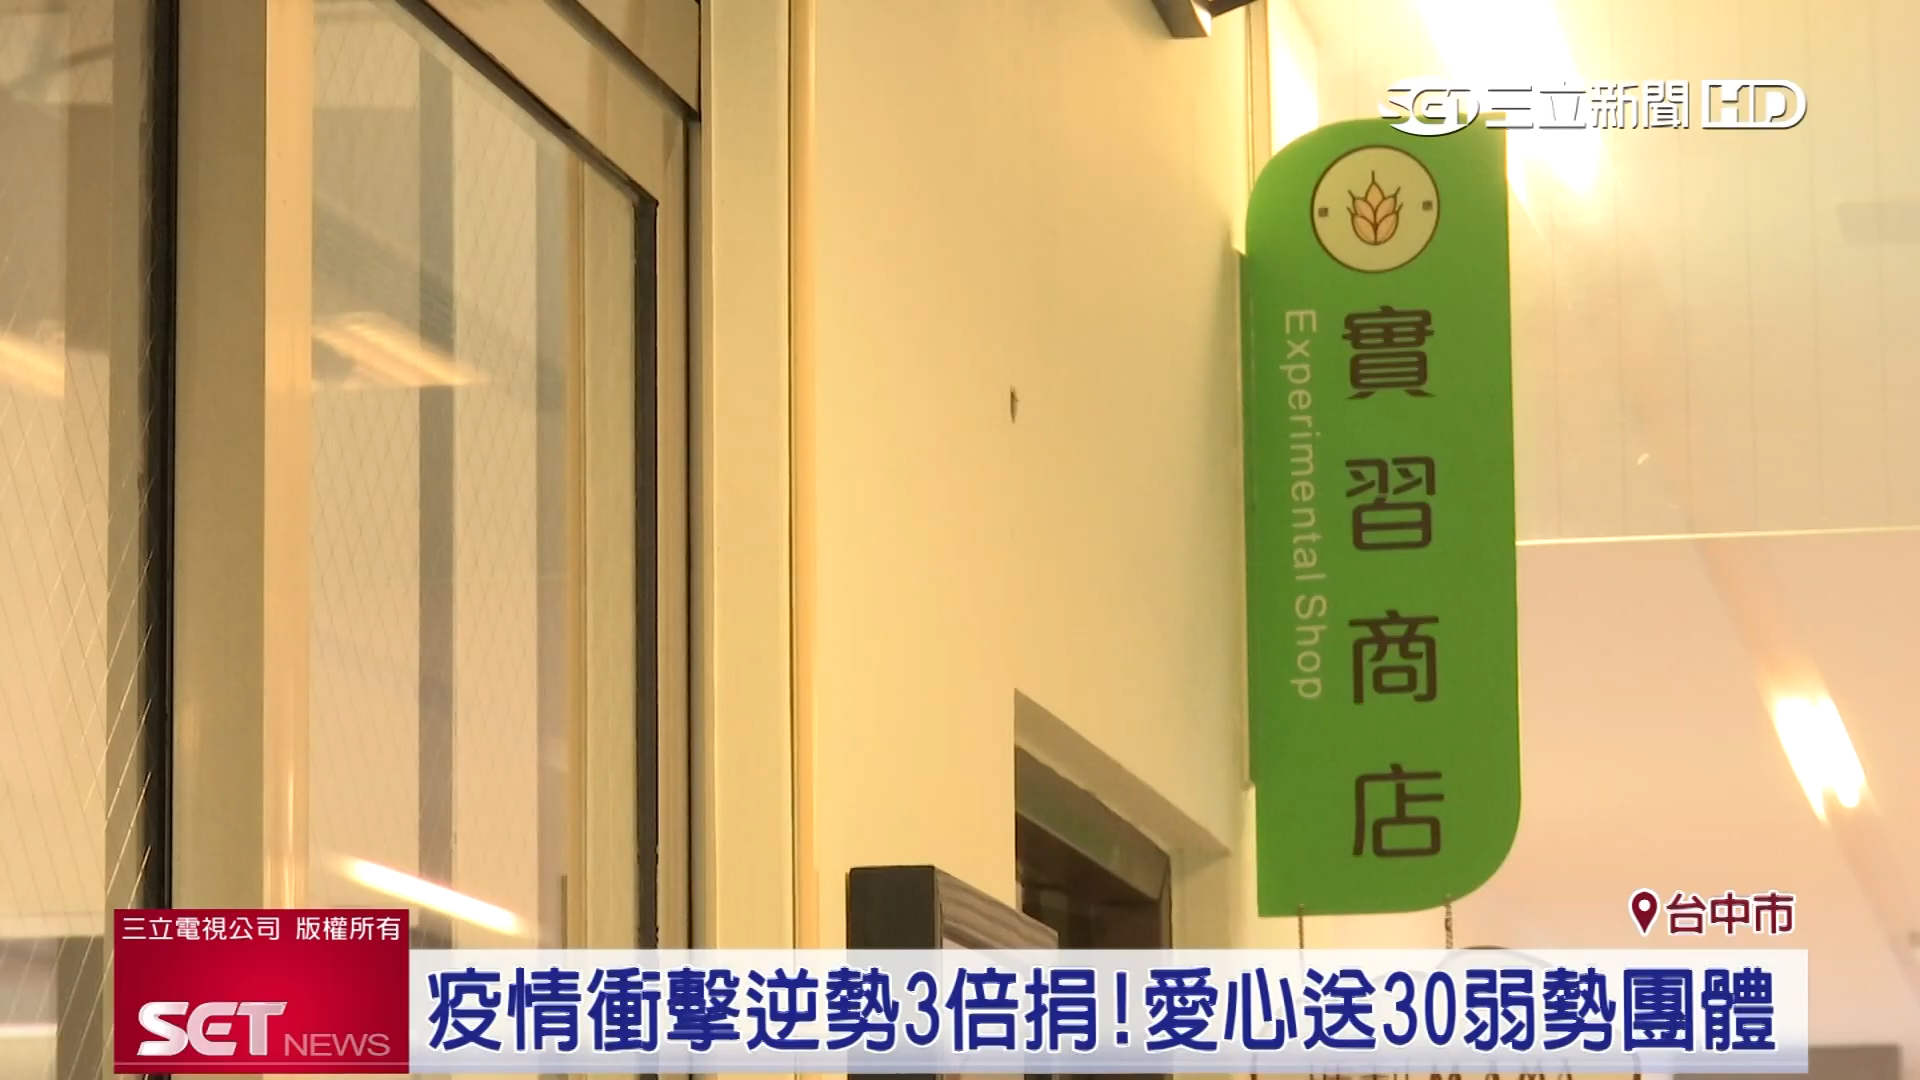 SET三立新聞HD
實習商店
Experimental Shop
台中市
三立電視公司 版權所有
SET NEWS
疫情衝擊逆勢3倍捐!愛心送30弱勢團體